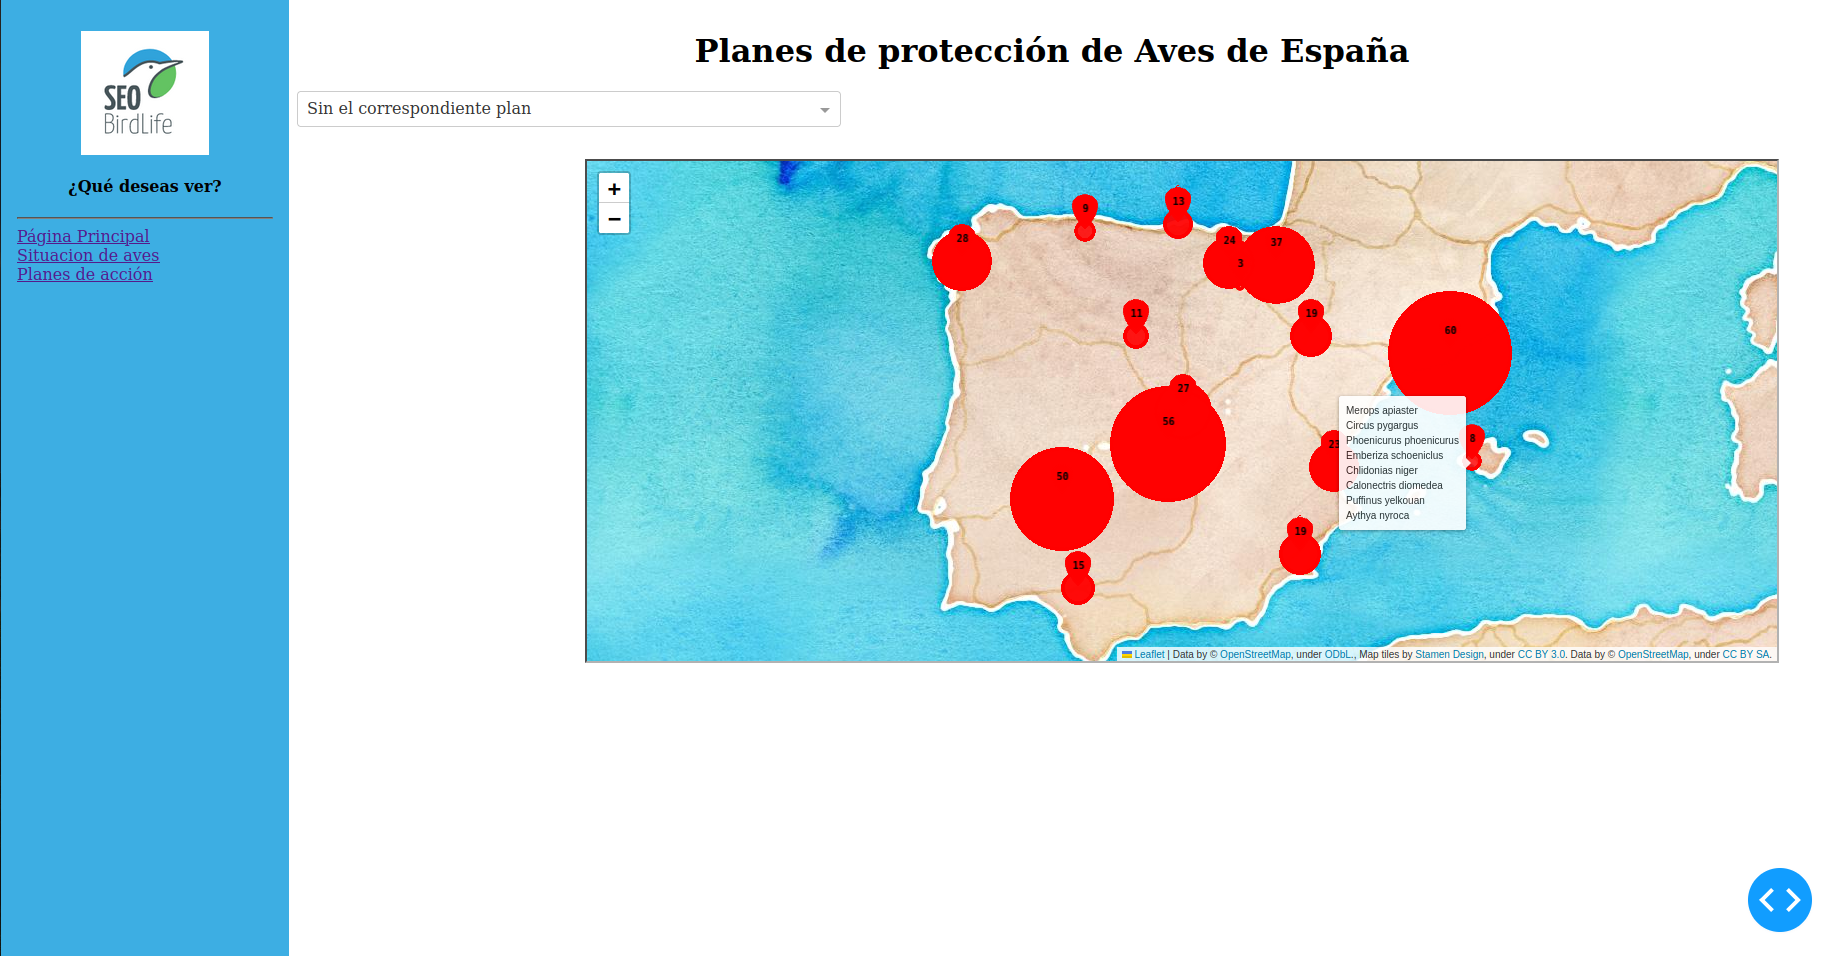 SEO
BirdLife
¿Qué deseas ver?
Página Principal
Situacion de aves
Planes de acción
Planes de protección de Aves de España
Sin el correspondiente plan
+
−
9
13
28
24
37
3
11
19
60
27
56
21
8
50
19
15
Merops apiaster
Circus pygargus
Phoenicurus phoenicurus
Emberiza schoeniclus
Chlidonias niger
Calonectris diomedea
Puffinus yelkouan
Aythya nyroca
Leaflet | Data by © OpenStreetMap, under ODbL., Map tiles by Stamen Design, under CC BY 3.0. Data by © OpenStreetMap, under CC BY SA.